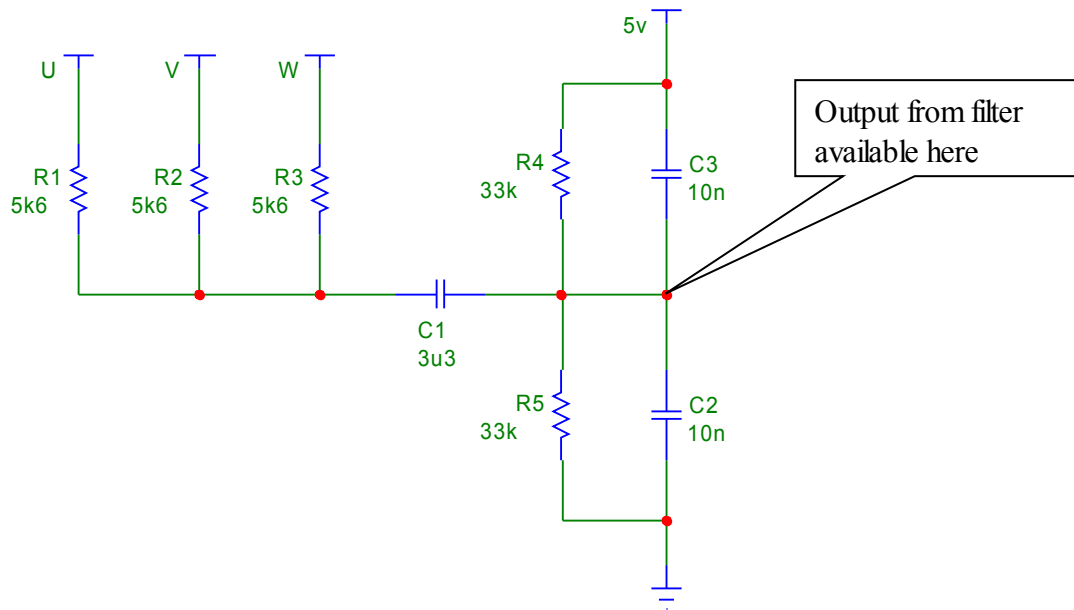 5v
U
V
W
Output from filter
available here
R1
5k6
R2
5k6
R3
5k6
R4
33k
C3
10n
C1
3u3
R5
33k
C2
10n